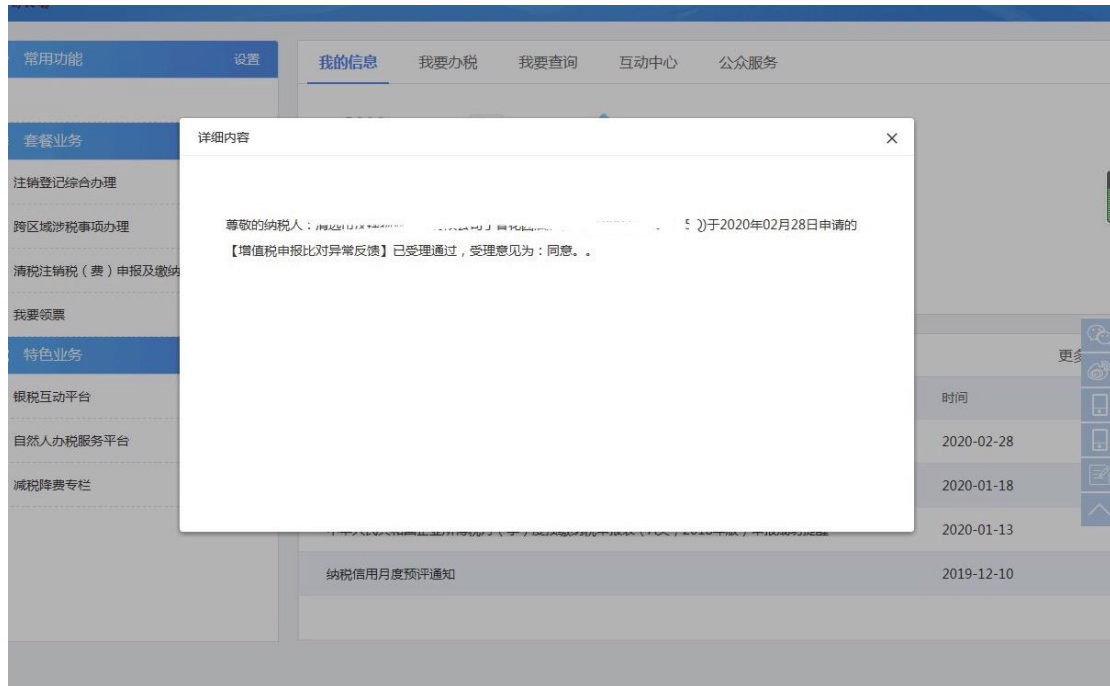 常用功能 设置
我的信息 我要办税 我要查询 互动中心 公众服务
套餐业务
注销登记综合办理
跨区域涉税事项办理
清税注销税（费）申报及缴纳
我要领票
特色业务
银税互动平台
自然人办税服务平台
减税降费专栏
详细内容 ×
尊敬的纳税人：清远市 于2020年02月28日申请的
【增值税申报比对异常反馈】已受理通过，受理意见为：同意。。
更多
时间
2020-02-28
2020-01-18
2020-01-13
纳税信用月度预评通知 2019-12-10